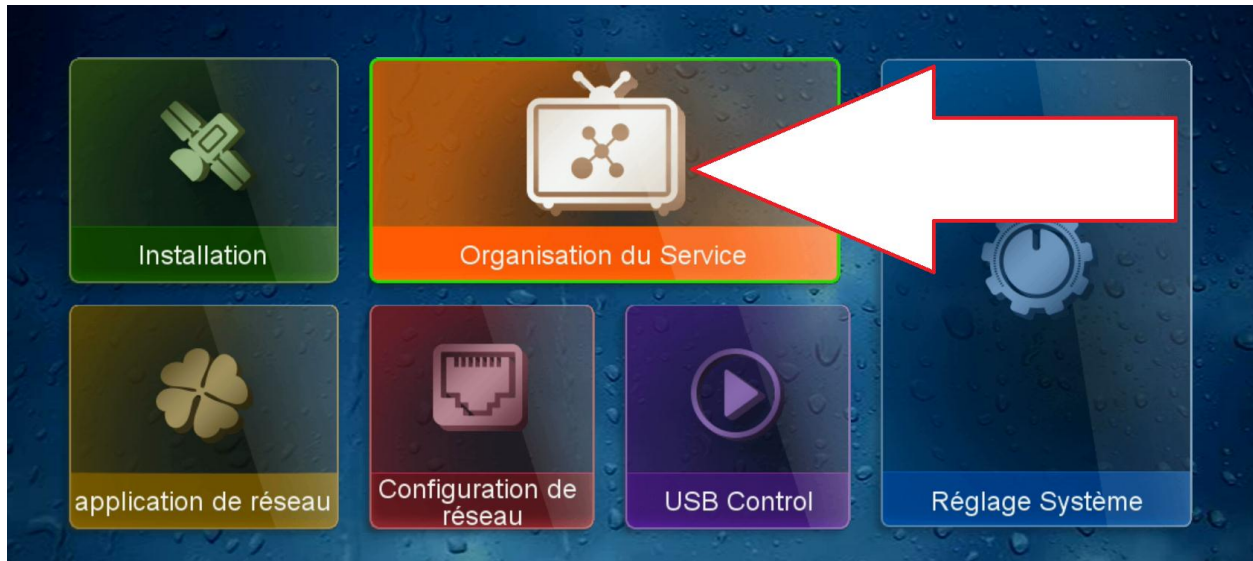 Installation
Organisation du Service
application de réseau
Configuration de
réseau
USB Control
Réglage Système